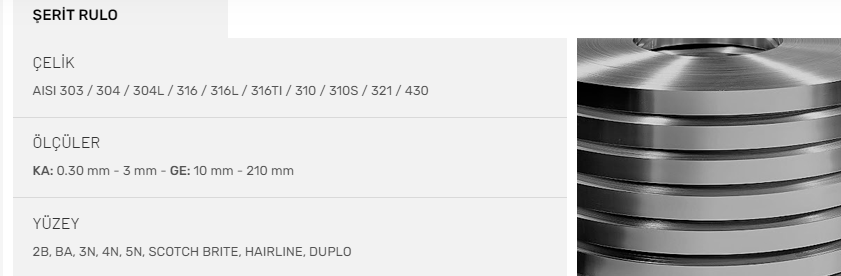 ŞERİT RULO
ÇELİK
AISI 303 / 304 / 304L / 316 / 316L / 316TI / 310 / 310S / 321 / 430
ÖLÇÜLER
KA: 0.30 mm - 3 mm - GE: 10 mm - 210 mm
YÜZEY
2B, BA, 3N, 4N, 5N, SCOTCH BRITE, HAIRLINE, DUPLO